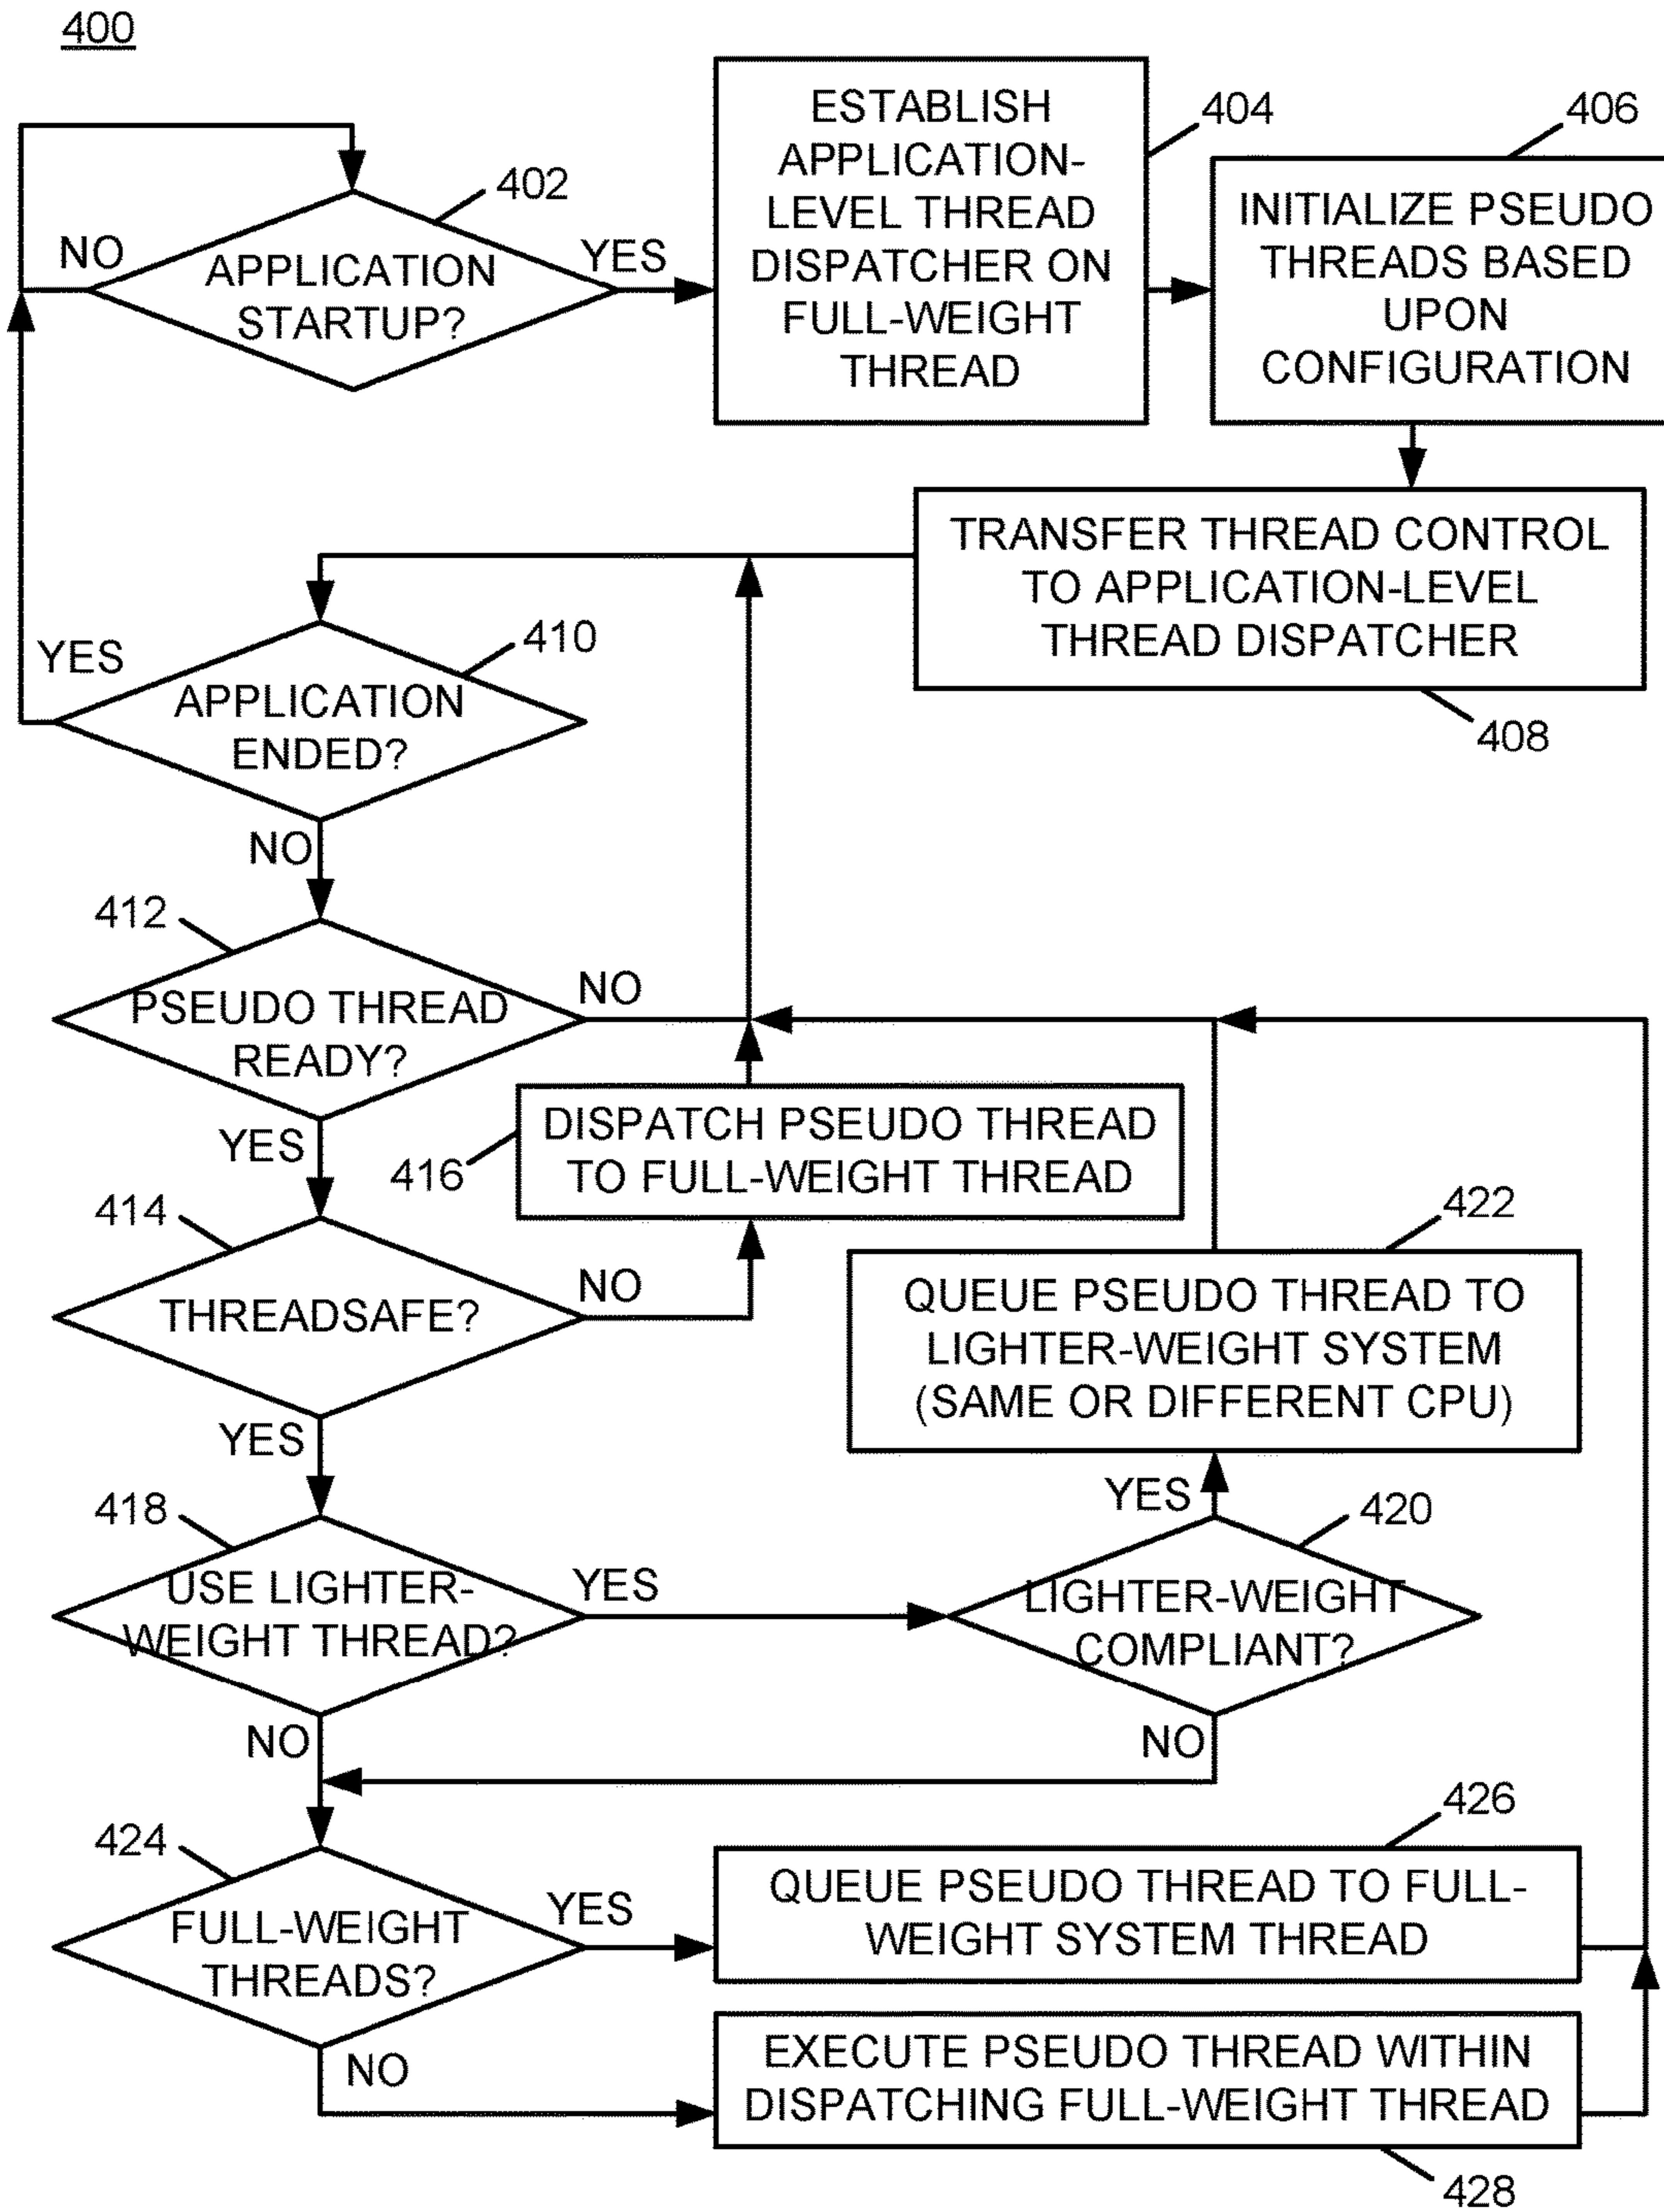 400
ESTABLISH
APPLICATION-
LEVEL THREAD
DISPATCHER ON
FULL-WEIGHT
THREAD
404
406
402
NO
APPLICATION
STARTUP?
YES
INITIALIZE PSEUDO
THREADS BASED
UPON
CONFIGURATION
TRANSFER THREAD CONTROL
TO APPLICATION-LEVEL
THREAD DISPATCHER
408
YES
410
APPLICATION
ENDED?
NO
412
PSEUDO THREAD
READY?
NO
YES
416
DISPATCH PSEUDO THREAD
TO FULL-WEIGHT THREAD
414
THREADSAFE?
NO
YES
422
QUEUE PSEUDO THREAD TO
LIGHTER-WEIGHT SYSTEM
(SAME OR DIFFERENT CPU)
418
USE LIGHTER-
WEIGHT THREAD?
YES
NO
YES
420
LIGHTER-WEIGHT
COMPLIANT?
NO
424
FULL-WEIGHT
THREADS?
YES
NO
426
QUEUE PSEUDO THREAD TO FULL-
WEIGHT SYSTEM THREAD
EXECUTE PSEUDO THREAD WITHIN
DISPATCHING FULL-WEIGHT THREAD
428